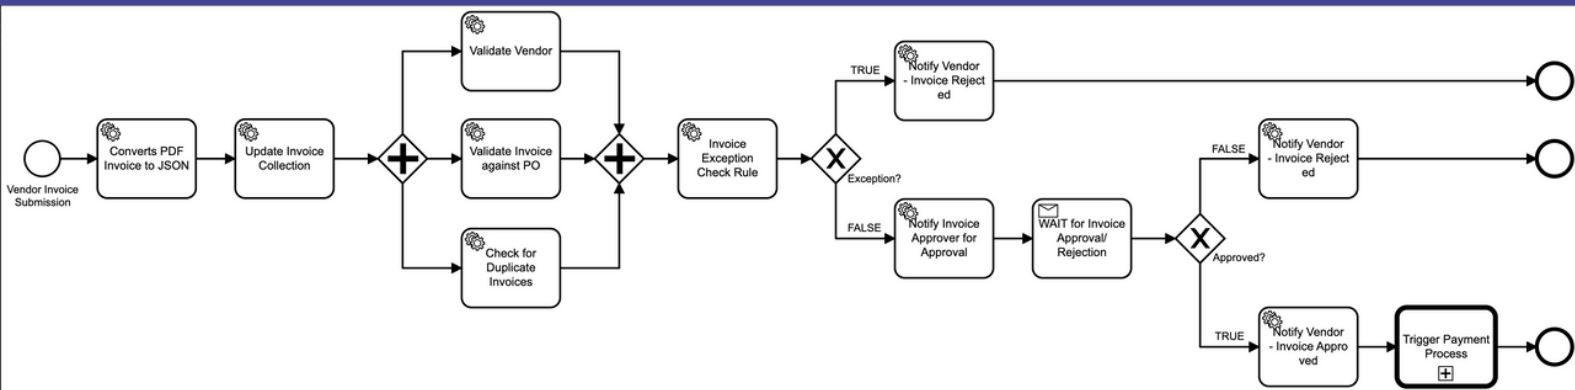 Vendor Invoice
Submission
Converts PDF
Invoice to JSON
Update Invoice
Collection
Validate Vendor
Validate Invoice
against PO
Check for
Duplicate
Invoices
Invoice
Exception
Check Rule
Exception?
TRUE
Notify Vendor
- Invoice Reject
ed
FALSE
Notify Invoice
Approver for
Approval
WAIT for Invoice
Approval/
Rejection
Approved?
FALSE
Notify Vendor
- Invoice Reject
ed
TRUE
Notify Vendor
- Invoice Appro
ved
Trigger Payment
Process